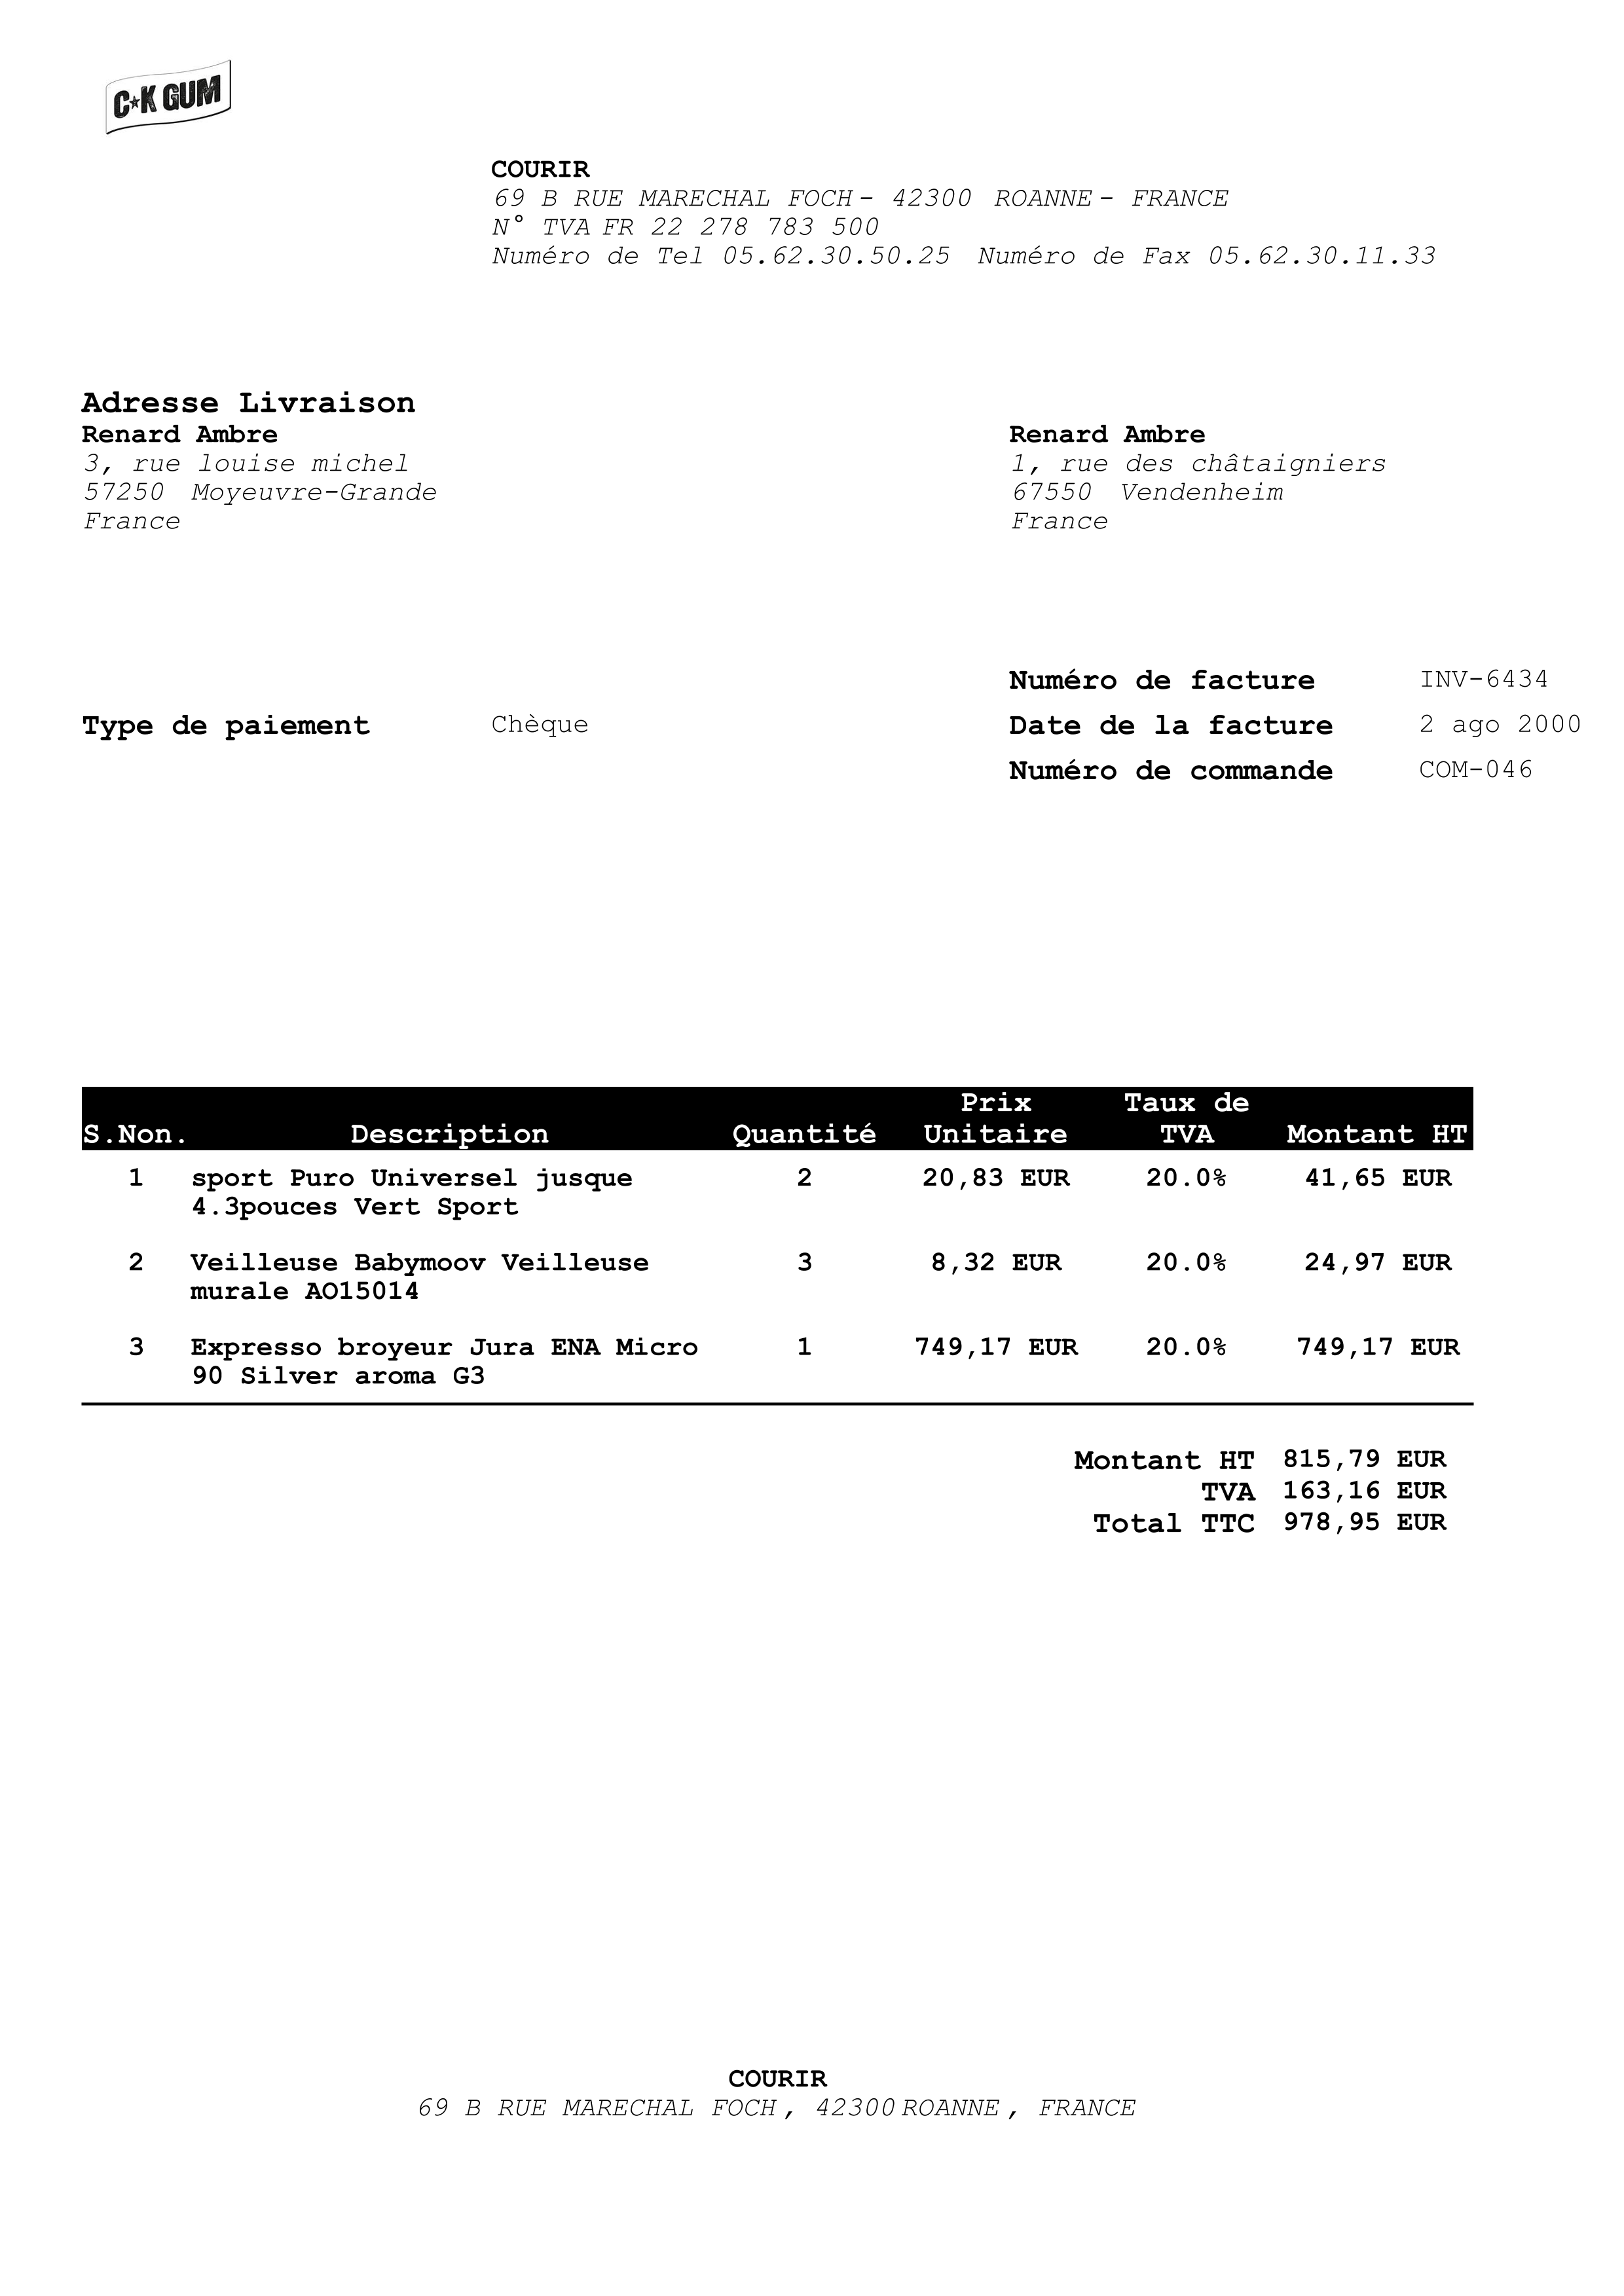 C★K GUM
COURIR
69 B RUE MARECHAL FOCH - 42300 ROANNE - FRANCE
N° TVA FR 22 278 783 500
Numéro de Tel 05.62.30.50.25 Numéro de Fax 05.62.30.11.33
Adresse Livraison
Renard Ambre
3, rue louise michel
57250 Moyeuvre-Grande
France
Renard Ambre
1, rue des châtaigniers
67550 Vendenheim
France
Numéro de facture INV-6434
Type de paiement Chèque
Date de la facture 2 ago 2000
Numéro de commande COM-046
S.Non. Description Quantité Prix Unitaire Taux de TVA Montant HT
1 sport Puro Universel jusque 2 20,83 EUR 20.0% 41,65 EUR
4.3pouces Vert Sport
2 Veilleuse Babymoov Veilleuse 3 8,32 EUR 20.0% 24,97 EUR
murale AO15014
3 Expresso broyeur Jura ENA Micro 1 749,17 EUR 20.0% 749,17 EUR
90 Silver aroma G3
Montant HT 815,79 EUR
TVA 163,16 EUR
Total TTC 978,95 EUR
COURIR
69 B RUE MARECHAL FOCH , 42300 ROANNE , FRANCE